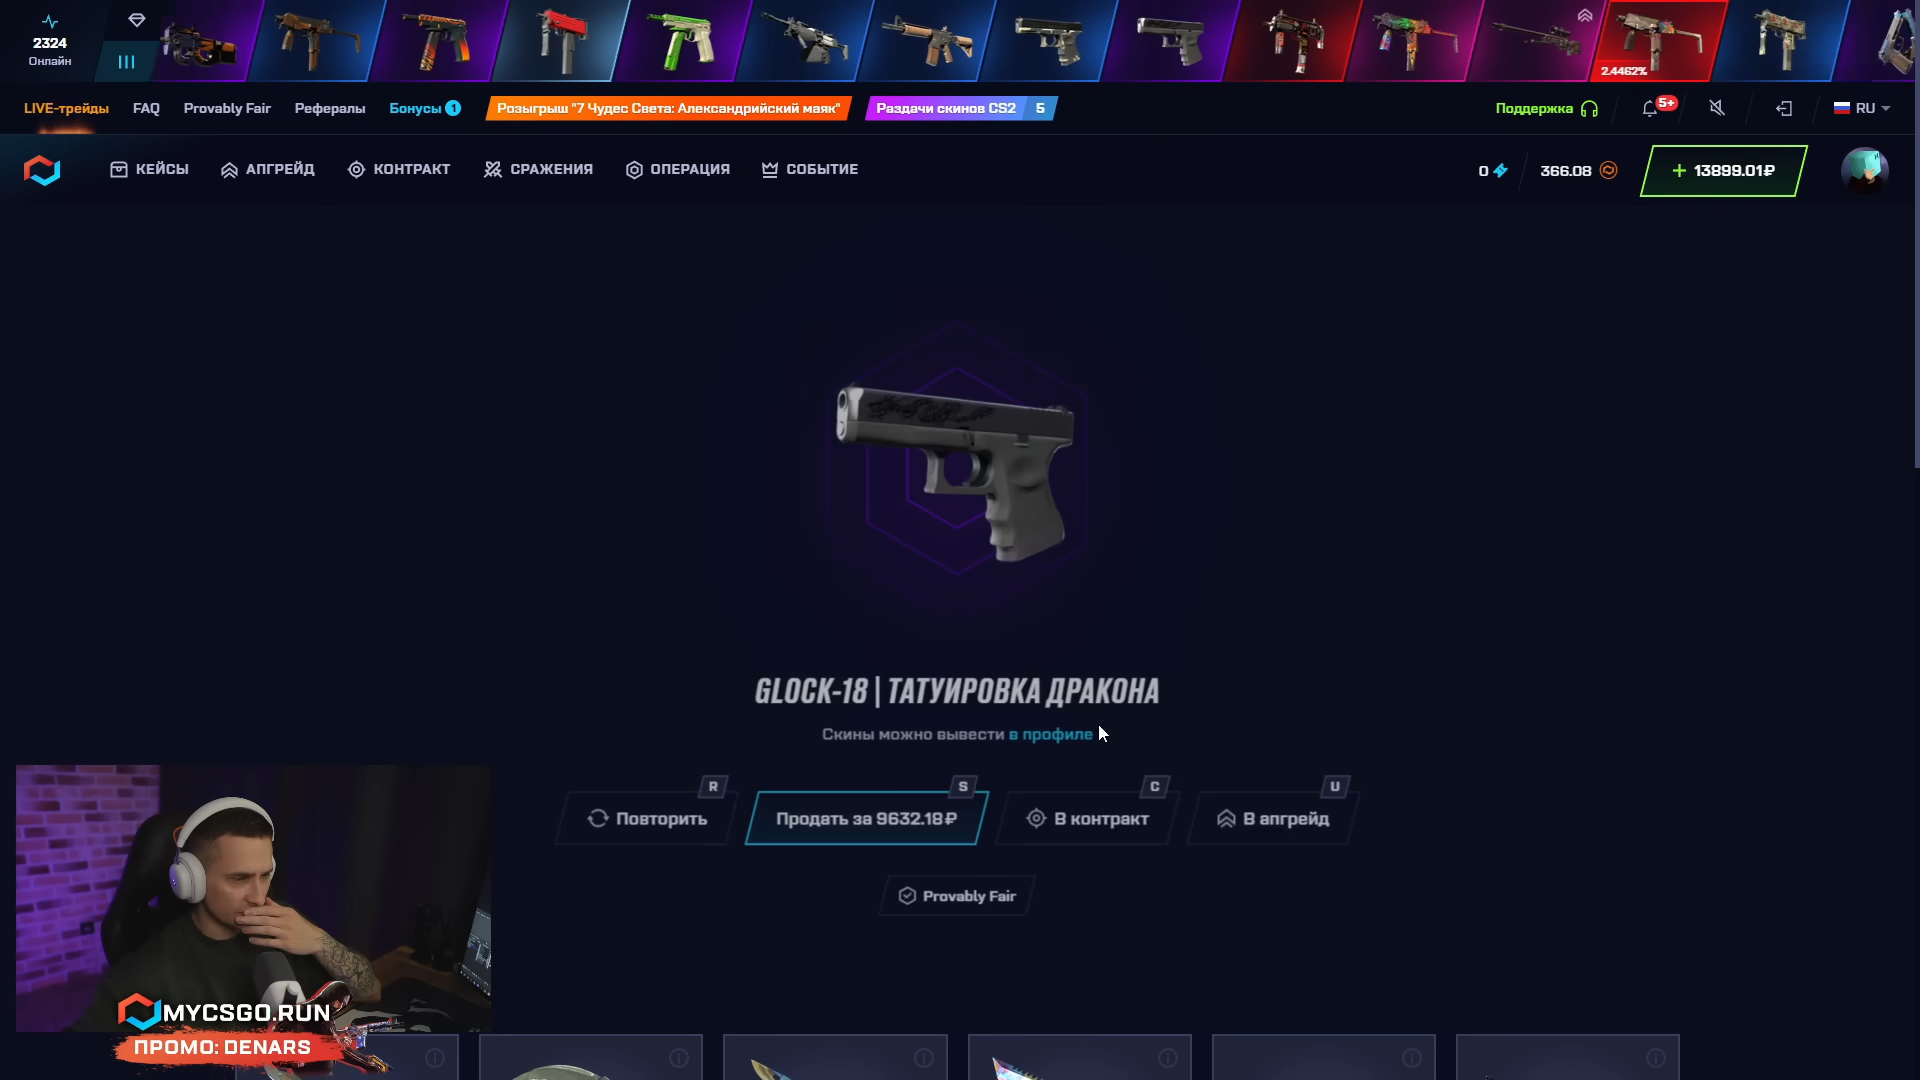 2324
Онлайн
2.4462%
LIVE-трейды
FAQ
Provably Fair
Рефералы
Бонусы 1
Розыгрыш "7 Чудес Света: Александрийский маяк"
Раздачи скинов CS2 5
Поддержка
5+
RU
КЕЙСЫ
АПГРЕЙД
КОНТРАКТ
СРАЖЕНИЯ
ОПЕРАЦИЯ
СОБЫТИЕ
0
366.08
+ 13899.01₽
GLOCK-18 | ТАТУИРОВКА ДРАКОНА
Скины можно вывести в профиле
R
S
C
U
Повторить
Продать за 9632.18₽
В контракт
В апгрейд
Provably Fair
MYCSGO.RUN
ПРОМО: DENARS